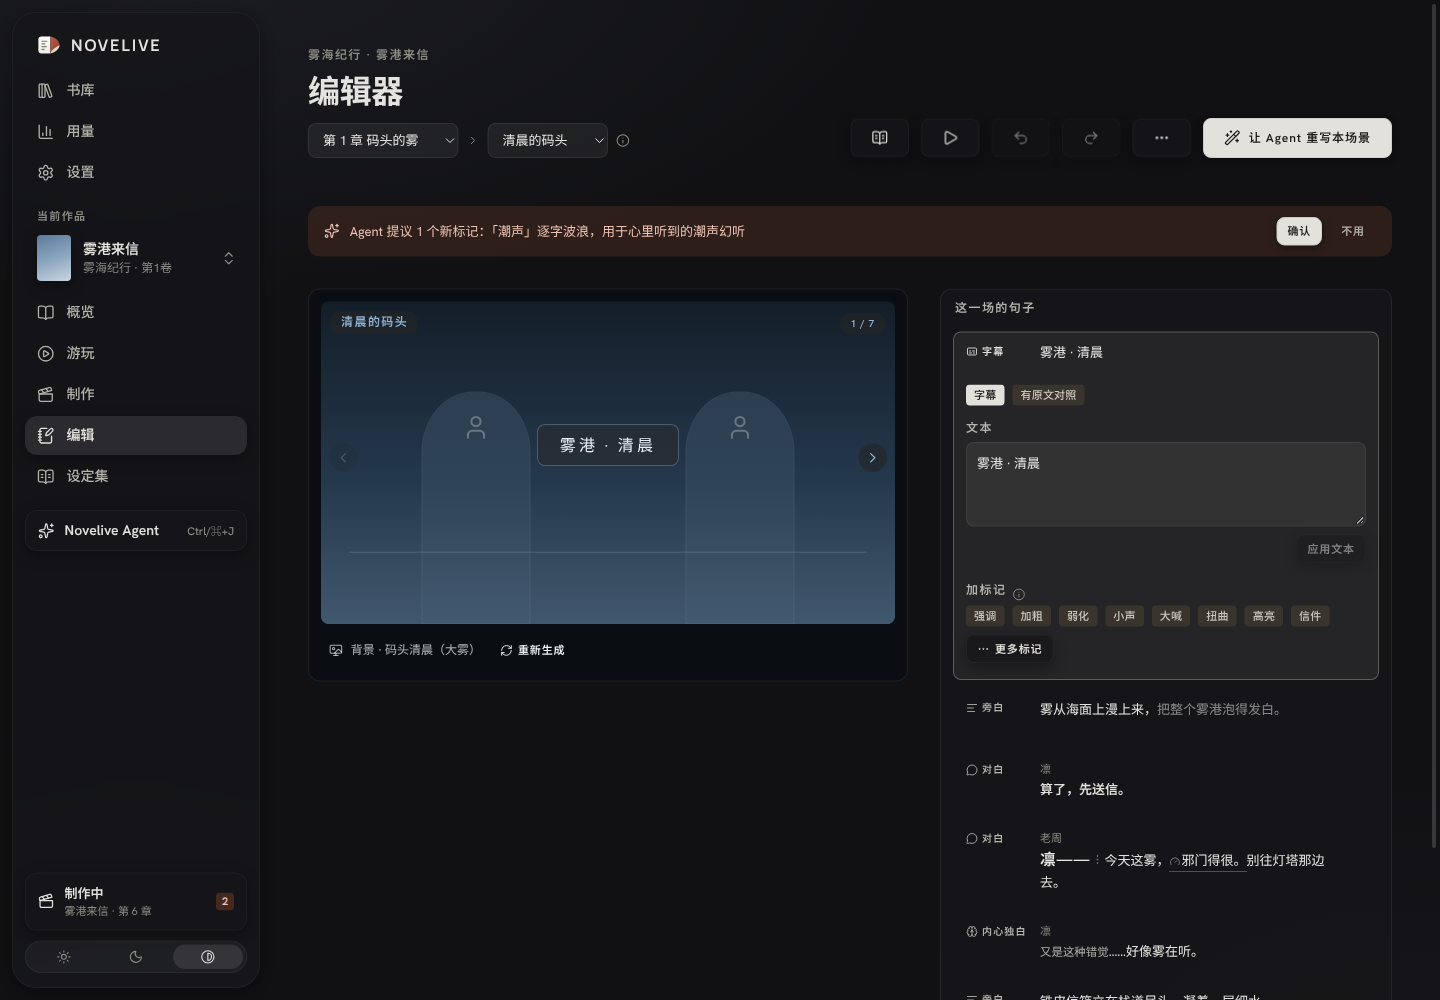 NOVELIVE
书库
用量
设置
当前作品
雾港来信
雾海纪行 · 第1卷
概览
游玩
制作
编辑
设定集
Novelive Agent Ctrl/⌘+J
制作中
雾港来信 · 第 6 章
2
雾海纪行 · 雾港来信
编辑器
第 1 章 码头的雾
清晨的码头
让 Agent 重写本场景
Agent 提议 1 个新标记：「潮声」逐字波浪，用于心里听到的潮声幻听
确认
不用
清晨的码头
1 / 7
雾港 · 清晨
背景 · 码头清晨（大雾）
重新生成
这一场的句子
字幕 雾港 · 清晨
字幕 有原文对照
文本
雾港 · 清晨
应用文本
加标记
强调 加粗 弱化 小声 大喊 扭曲 高亮 信件
··· 更多标记
旁白 雾从海面上漫上来，把整个雾港泡得发白。
对白 凛
算了，先送信。
对白 老周
凛—— 今天这雾，邪门得很。别往灯塔那边
去。
内心独白 凛
又是这种错觉……好像雾在听。
旁白